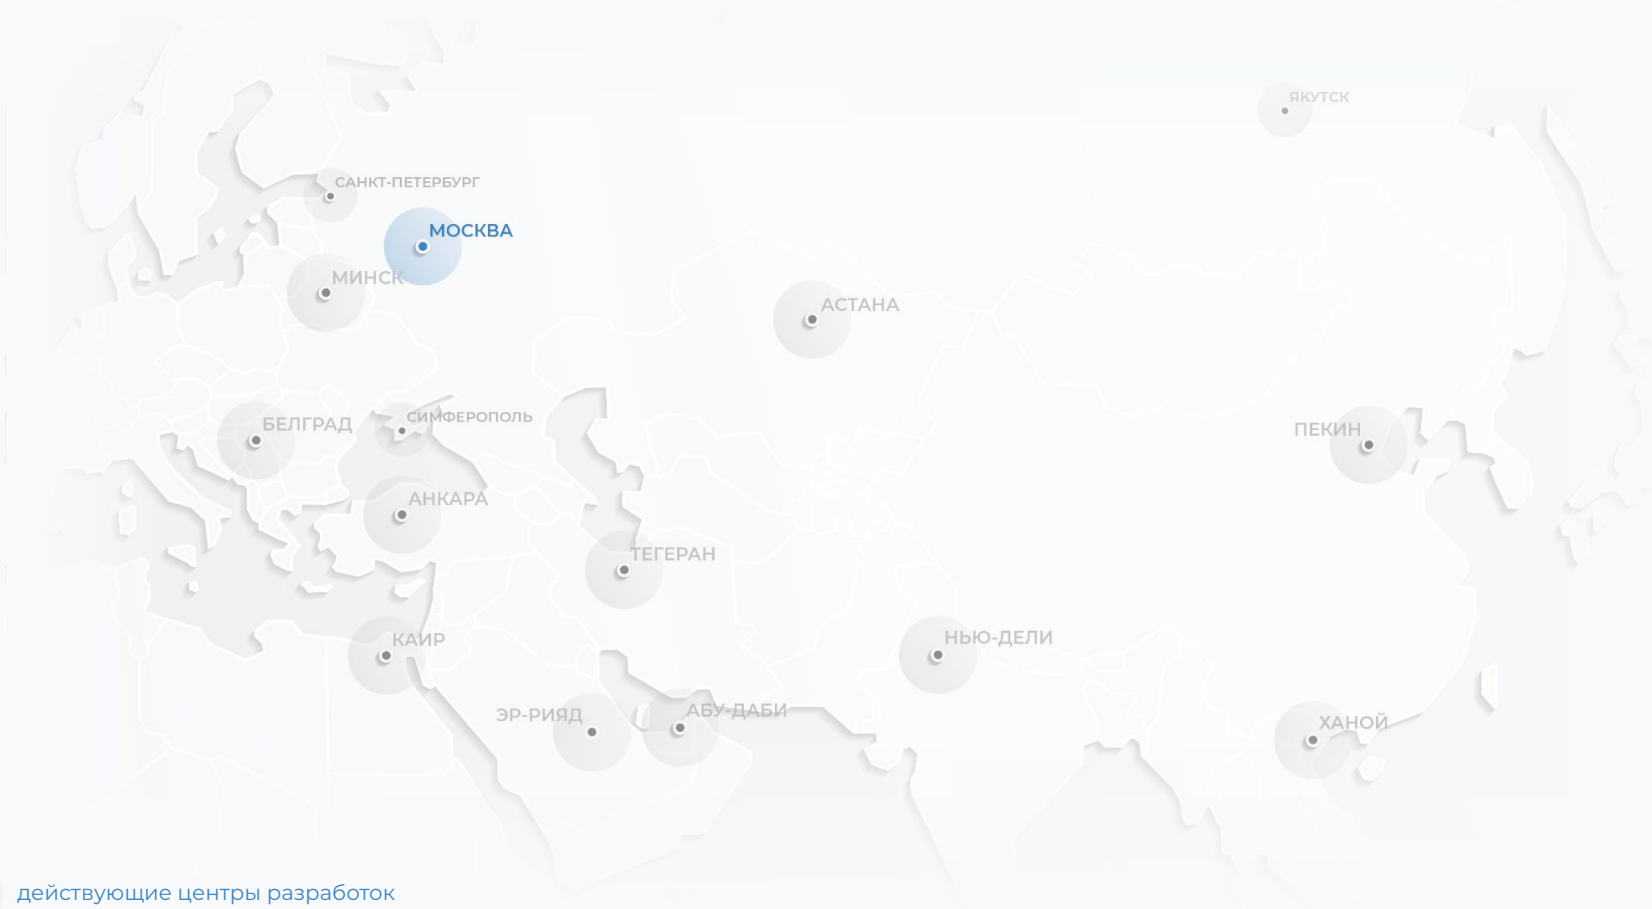 ЯКУТСК
САНКТ-ПЕТЕРБУРГ
МОСКВА
МИНСК
АСТАНА
СИМФЕРОПОЛЬ
БЕЛГРАД
ПЕКИН
АНКАРА
ТЕГЕРАН
НЬЮ-ДЕЛИ
КАИР
АБУ-ДАБИ
ЭР-РИЯД
ХАНОЙ
действующие центры разработок